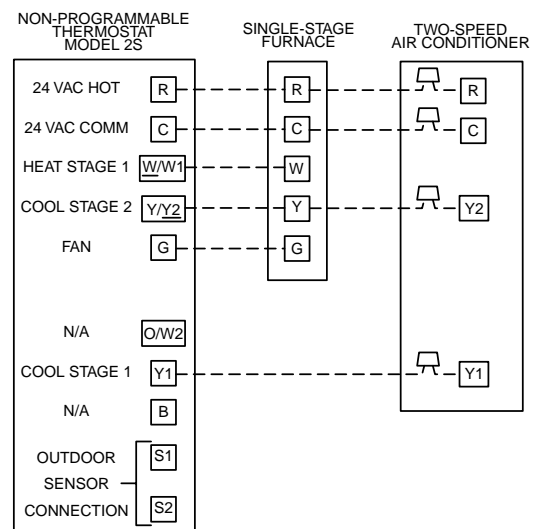 NON-PROGRAMMABLE
THERMOSTAT
MODEL 2S
SINGLE-STAGE
FURNACE
TWO-SPEED
AIR CONDITIONER
24 VAC HOT R R R
24 VAC COMM C C C
HEAT STAGE 1 W/W1 W
COOL STAGE 2 Y/Y2 Y Y2
FAN G G
N/A O/W2
COOL STAGE 1 Y1 Y1
N/A B
OUTDOOR S1
SENSOR
CONNECTION S2